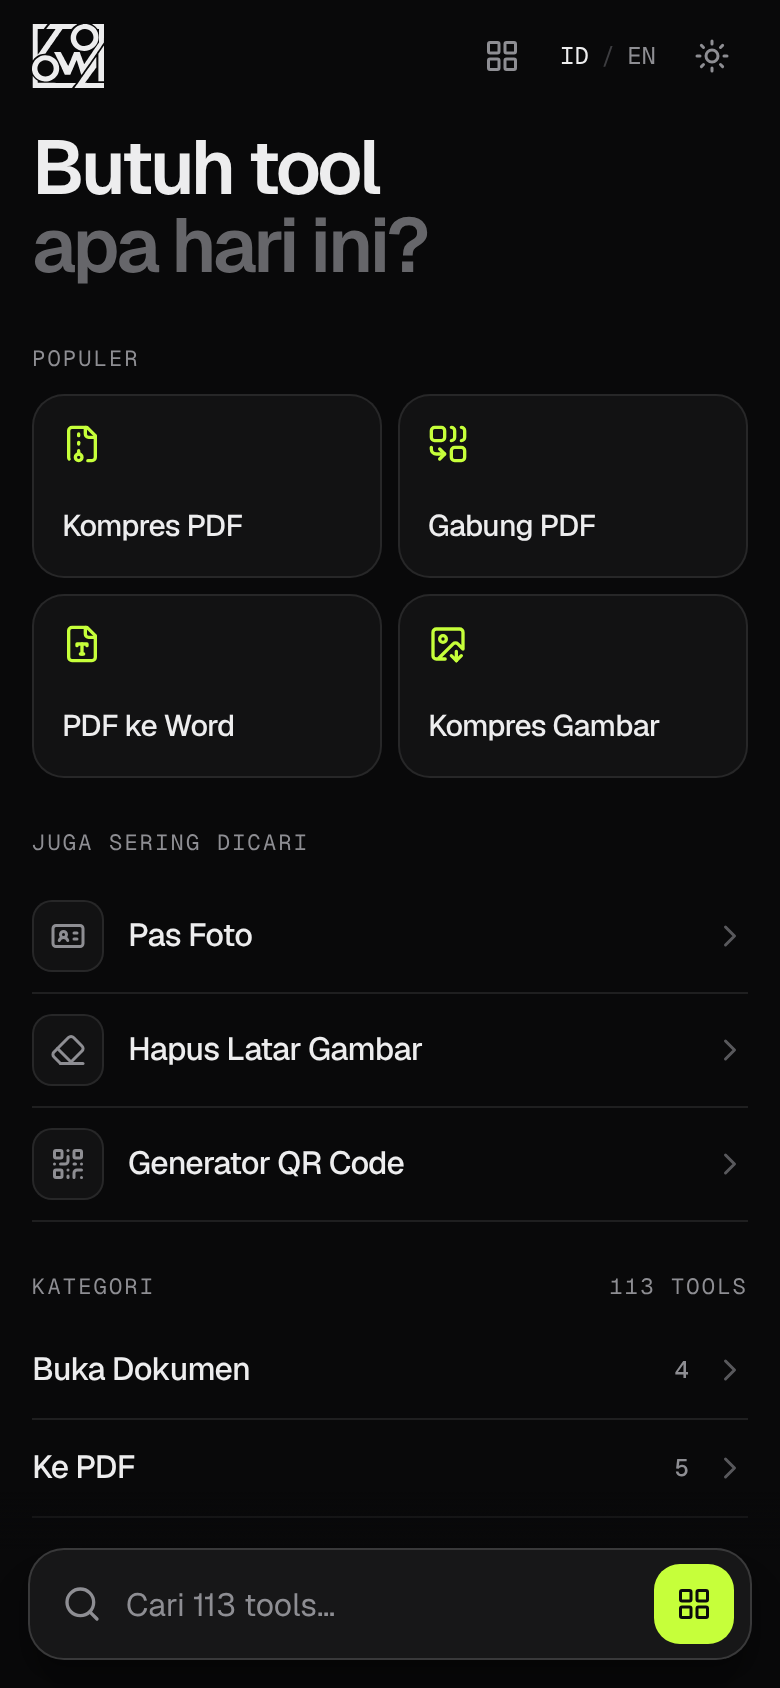 ID / EN
Butuh tool
apa hari ini?
POPULER
Kompres PDF
Gabung PDF
PDF ke Word
Kompres Gambar
JUGA SERING DICARI
Pas Foto
Hapus Latar Gambar
Generator QR Code
KATEGORI
113 TOOLS
Buka Dokumen
4
Ke PDF
5
Cari 113 tools...